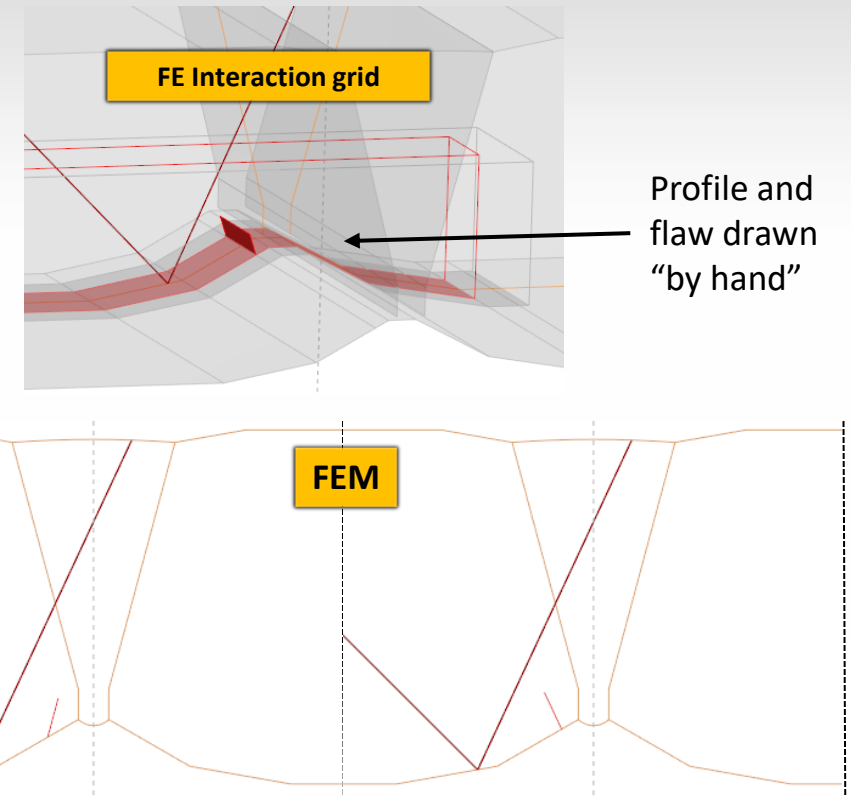 FE Interaction grid
Profile and
flaw drawn
“by hand”
FEM